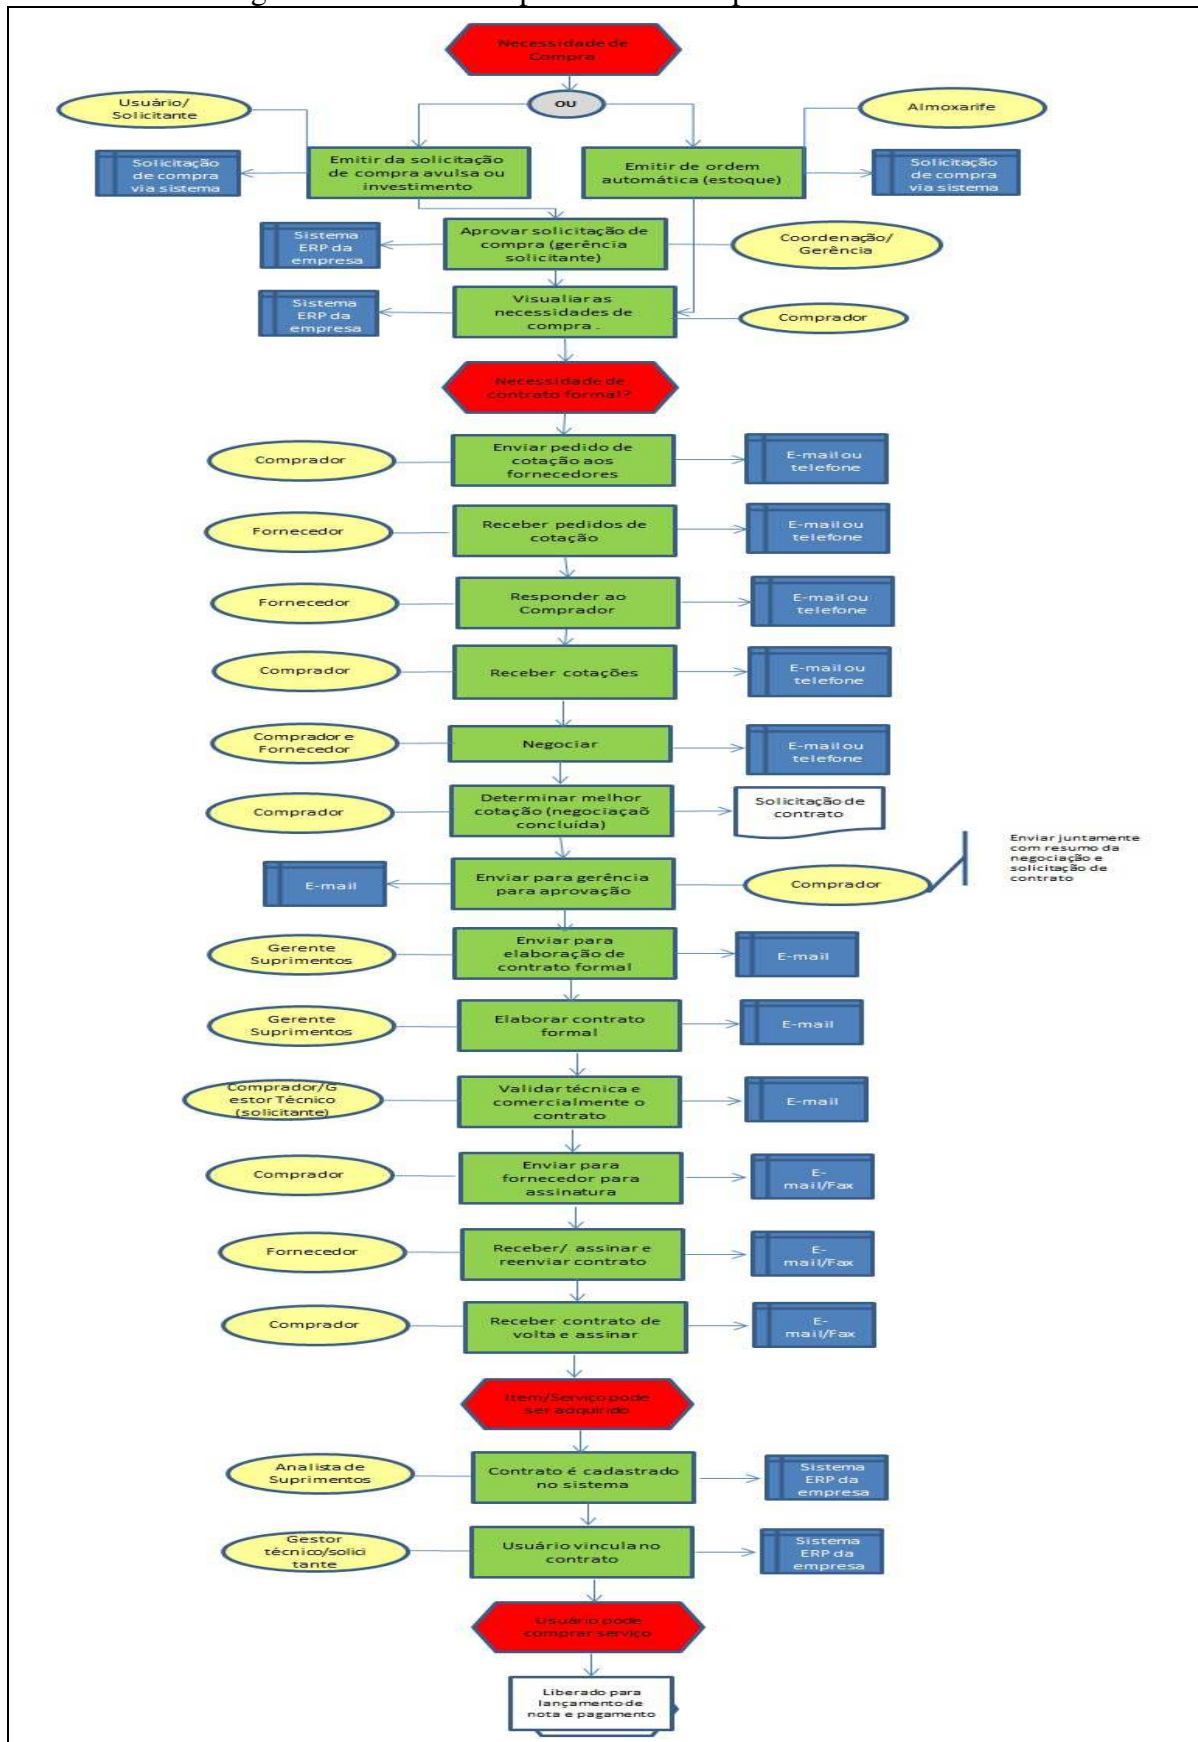 Necessidade de
Compra
OU
Usuário/
Solicitante
Almoxarife
Solicitação
de compra
via sistema
Emitir da solicitação
de compra avulsa ou
investimento
Emitir de ordem
automática (estoque)
Solicitação
de compra
via sistema
Sistema
ERP da
empresa
Aprovar solicitação de
compra (gerência
solicitante)
Coordenação/
Gerência
Sistema
ERP da
empresa
Visualiar as
necessidades de
compra .
Comprador
Necessidade de
contrato formal?
Comprador
Enviar pedido de
cotação aos
fornecedores
E-mail ou
telefone
Fornecedor
Receber pedidos de
cotação
E-mail ou
telefone
Fornecedor
Responder ao
Comprador
E-mail ou
telefone
Comprador
Receber cotações
E-mail ou
telefone
Comprador e
Fornecedor
Negociar
E-mail ou
telefone
Comprador
Determinar melhor
cotação (negociaçaõ
concluída)
Solicitação de
contrato
E-mail
Enviar para gerência
para aprovação
Comprador
Enviar juntamente
com resumo da
negociação e
solicitação de
contrato
Gerente
Suprimentos
Enviar para
elaboração de
contrato formal
E-mail
Gerente
Suprimentos
Elaborar contrato
formal
E-mail
Comprador/G
estor Técnico
(solicitante)
Validar técnica e
comercialmente o
contrato
E-mail
Comprador
Enviar para
fornecedor para
assinatura
E-
mail/Fax
Fornecedor
Receber/ assinar e
reenviar contrato
E-
mail/Fax
Comprador
Receber contrato de
volta e assinar
E-
mail/Fax
Item/Serviço pode
ser adquirido
Analista de
Suprimentos
Contrato é cadastrado
no sistema
Sistema
ERP da
empresa
Gestor
técnico/solici
tante
Usuário vincula no
contrato
Sistema
ERP da
empresa
Usuário pode
comprar serviço
Liberado para
lançamento de
nota e pagamento